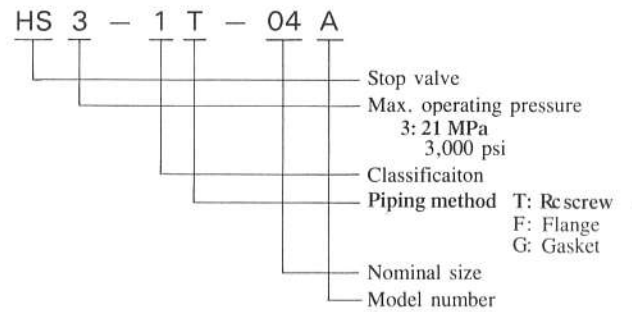 HS 3 – 1 T – 04 A
Stop valve
Max. operating pressure
3: 21 MPa
3,000 psi
Classificaiton
Piping method T: Rc screw
F: Flange
G: Gasket
Nominal size
Model number